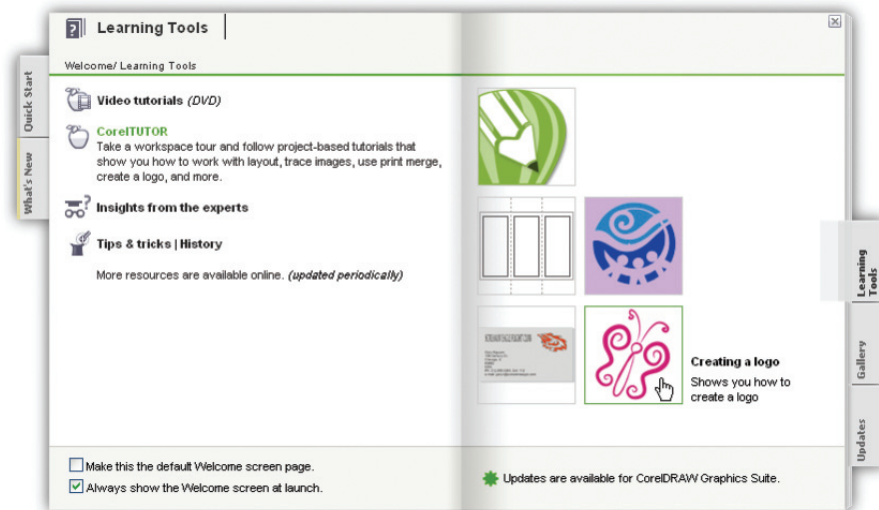 Learning Tools
Welcome/ Learning Tools
Quick Start
What's New
Video tutorials (DVD)
CorelTUTOR
Take a workspace tour and follow project-based tutorials that
show you how to work with layout, trace images, use print merge,
create a logo, and more.
Insights from the experts
Tips & tricks | History
More resources are available online. (updated periodically)
Creating a logo
Shows you how to
create a logo
Learning
Tools
Gallery
Updates
Make this the default Welcome screen page.
Always show the Welcome screen at launch.
Updates are available for CorelDRAW Graphics Suite.